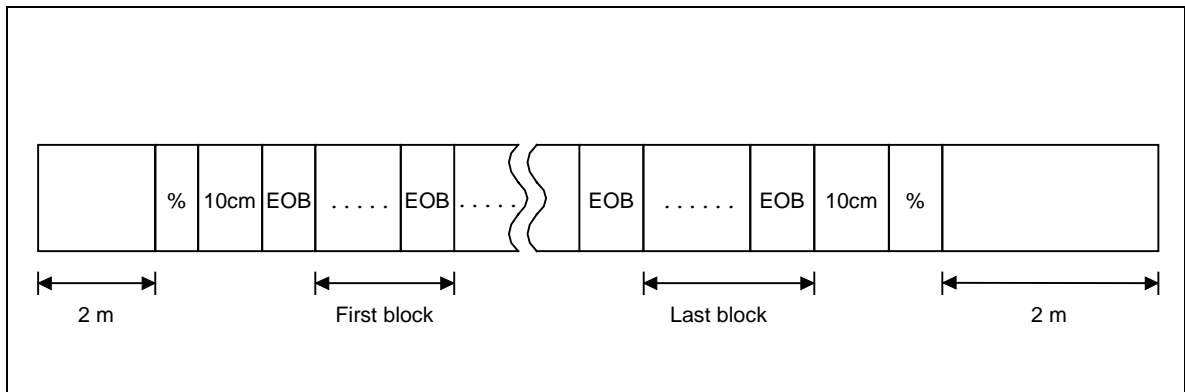 % 10cm EOB ..... EOB ..... EOB ...... EOB 10cm %
2 m First block Last block 2 m